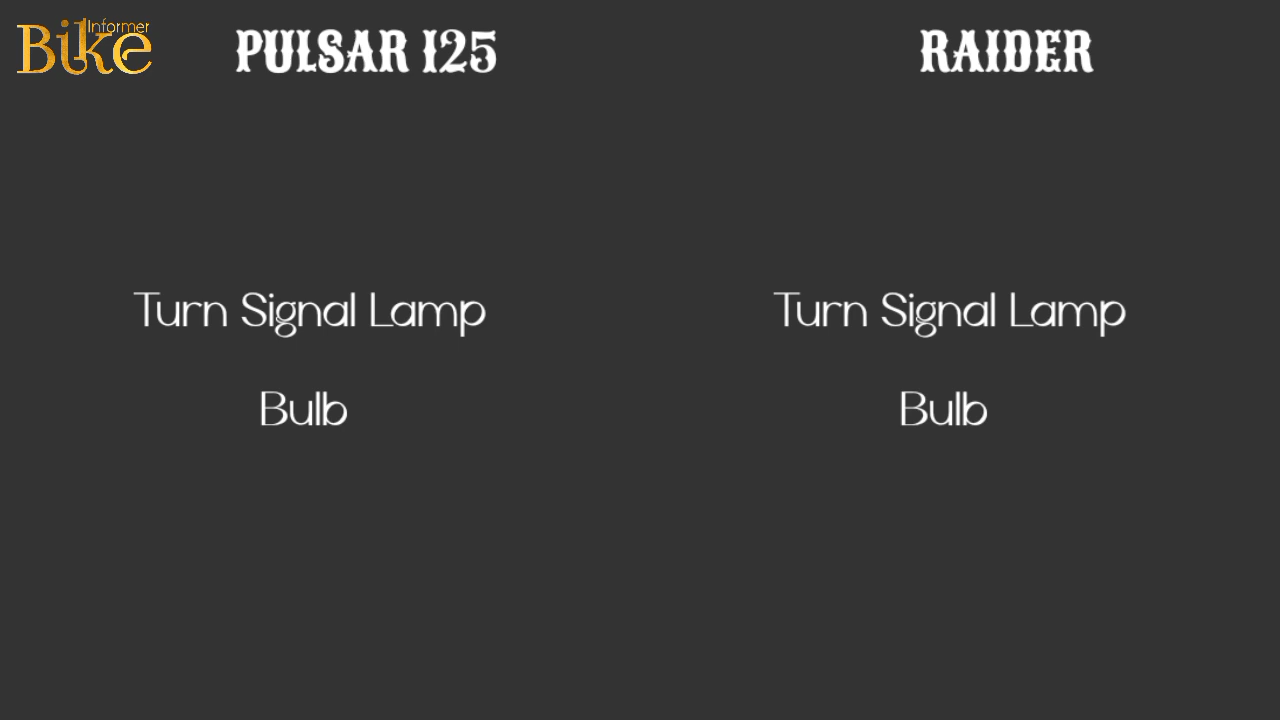 Bike Informer
PULSAR 125
RAIDER
Turn Signal Lamp
Turn Signal Lamp
Bulb
Bulb